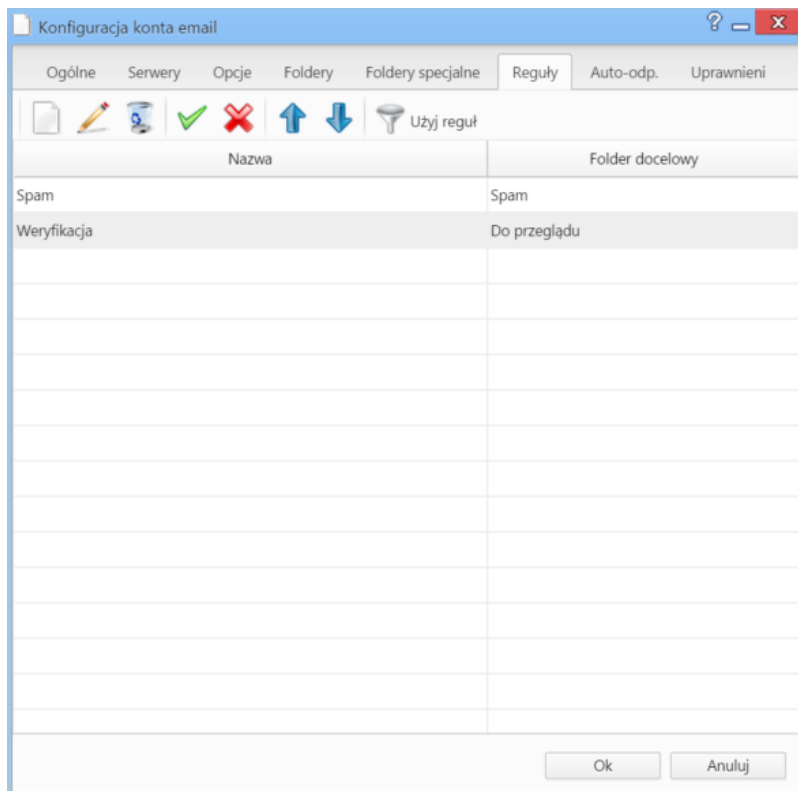 Konfiguracja konta email
Ogólne Serwery Opcje Foldery Foldery specjalne Reguły Auto-odp. Uprawnieni
Użyj reguł
Nazwa Folder docelowy
Spam Spam
Weryfikacja Do przeglądu
Ok Anuluj